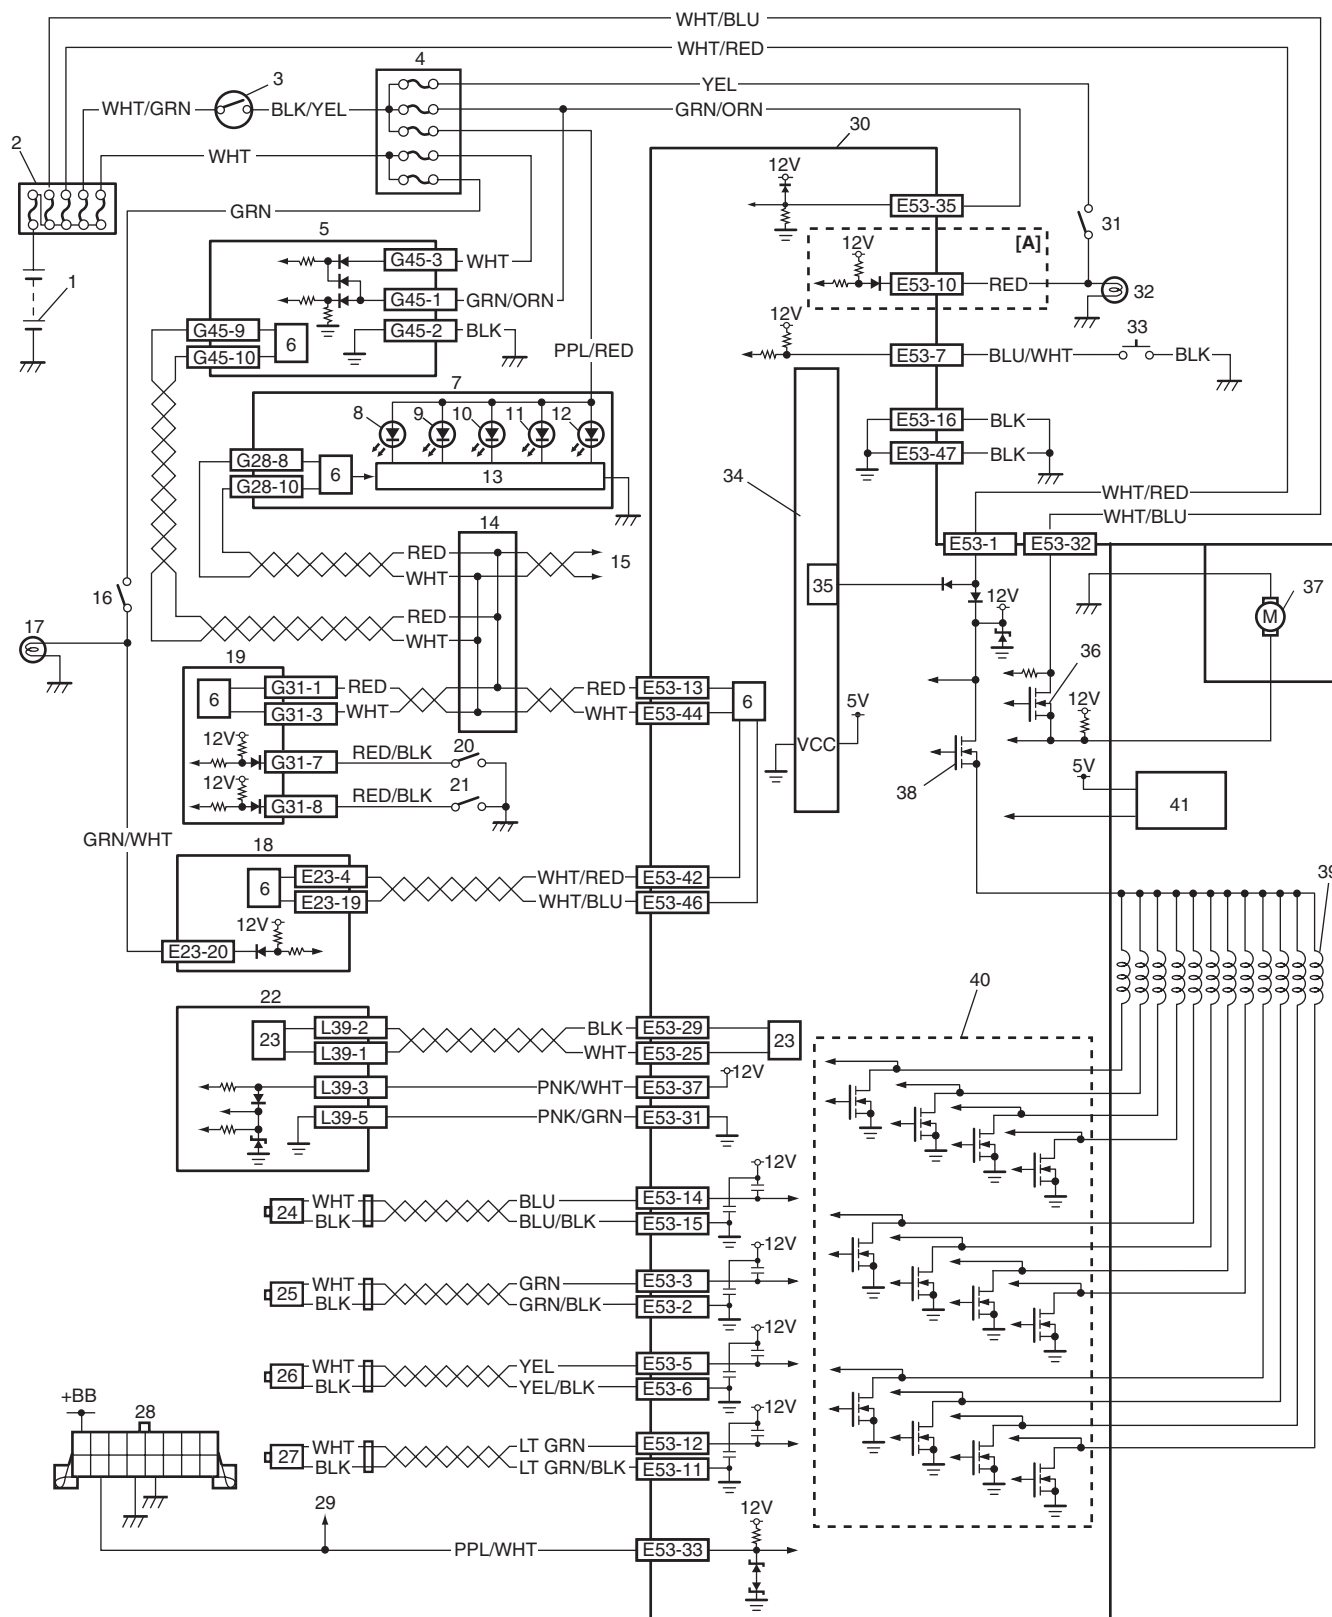 WHT/BLU
WHT/RED
4
3
YEL
WHT/GRN
BLK/YEL
GRN/ORN
2
30
WHT
12V
E53-35
GRN
31
5
[A]
12V
G45-3
WHT
E53-10
RED
32
1
G45-1
GRN/ORN
12V
G45-9
G45-2
BLK
33
6
G45-10
PPL/RED
E53-7
BLU/WHT
BLK
7
8
9
10
11
12
E53-16
BLK
G28-8
E53-47
BLK
6
13
G28-10
34
WHT/RED
14
WHT/BLU
E53-1
E53-32
RED
15
WHT
35
12V
37
16
M
RED
17
WHT
36
19
G31-1
RED
RED
E53-13
12V
6
6
5V
G31-3
WHT
WHT
E53-44
12V
VCC
G31-7
RED/BLK
20
5V
12V
21
38
G31-8
RED/BLK
41
GRN/WHT
18
E23-4
WHT/RED
E53-42
39
6
E23-19
WHT/BLU
E53-46
12V
E23-20
40
22
L39-2
BLK
E53-29
23
23
L39-1
WHT
E53-25
12V
L39-3
PNK/WHT
E53-37
L39-5
PNK/GRN
E53-31
12V
WHT
BLU
E53-14
24
BLK
BLU/BLK
E53-15
12V
WHT
GRN
E53-3
25
BLK
GRN/BLK
E53-2
12V
WHT
YEL
E53-5
26
BLK
YEL/BLK
E53-6
+BB
28
12V
WHT
LT GRN
E53-12
27
BLK
LT GRN/BLK
E53-11
29
12V
PPL/WHT
E53-33